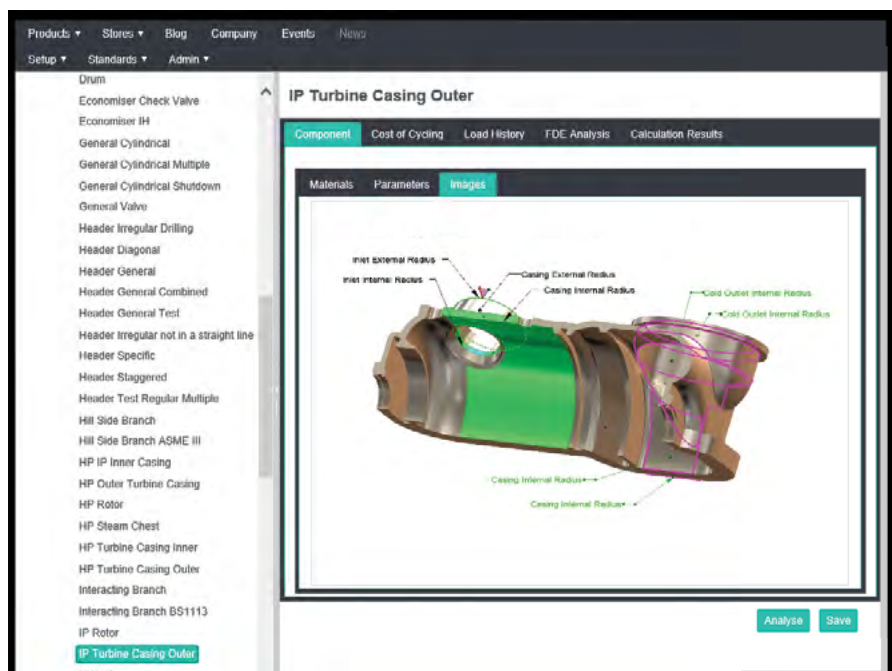 Products ▾ Stores ▾ Blog Company Events News
Setup ▾ Standards ▾ Admin ▾
Drum
Economiser Check Valve
Economiser IH
General Cylindrical
General Cylindrical Multiple
General Cylindrical Shutdown
General Valve
Header Irregular Drilling
Header Diagonal
Header General
Header General Combined
Header General Test
Header Irregular not in a straight line
Header Specific
Header Staggered
Header Test Regular Multiple
Hill Side Branch
Hill Side Branch ASME III
HP IP Inner Casing
HP Outer Turbine Casing
HP Rotor
HP Steam Chest
HP Turbine Casing Inner
HP Turbine Casing Outer
Interacting Branch
Interacting Branch BS1113
IP Rotor
IP Turbine Casing Outer
IP Turbine Casing Outer
Component Cost of Cycling Load History FDE Analysis Calculation Results
Materials Parameters Images
Inlet External Radius
Inlet Internal Radius
Casing External Radius
Casing Internal Radius
Cold Outlet Internal Radius
Cold Outlet Internal Radius
Casing Internal Radius
Casing Internal Radius
Analyse Save